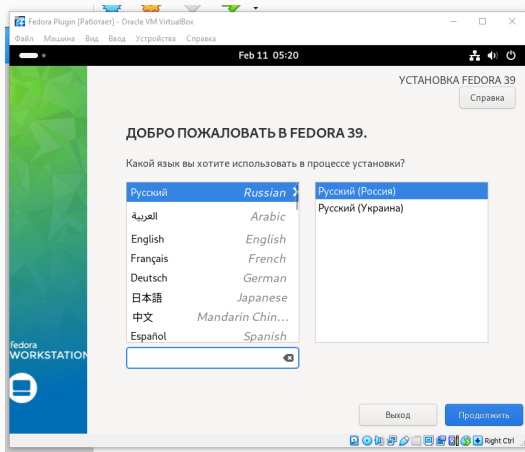 Fedora Plugin [Работает] - Oracle VM VirtualBox
Файл Машина Вид Ввод Устройства Справка
Feb 11 05:20
УСТАНОВКА FEDORA 39
Справка
ДОБРО ПОЖАЛОВАТЬ В FEDORA 39.
Какой язык вы хотите использовать в процессе установки?
Русский Russian
العربية Arabic
English English
Français French
Deutsch German
日本語 Japanese
中文 Mandarin Chin...
Español Spanish
Русский (Россия)
Русский (Украина)
fedora
WORKSTATION
Выход
Продолжить
Right Ctrl